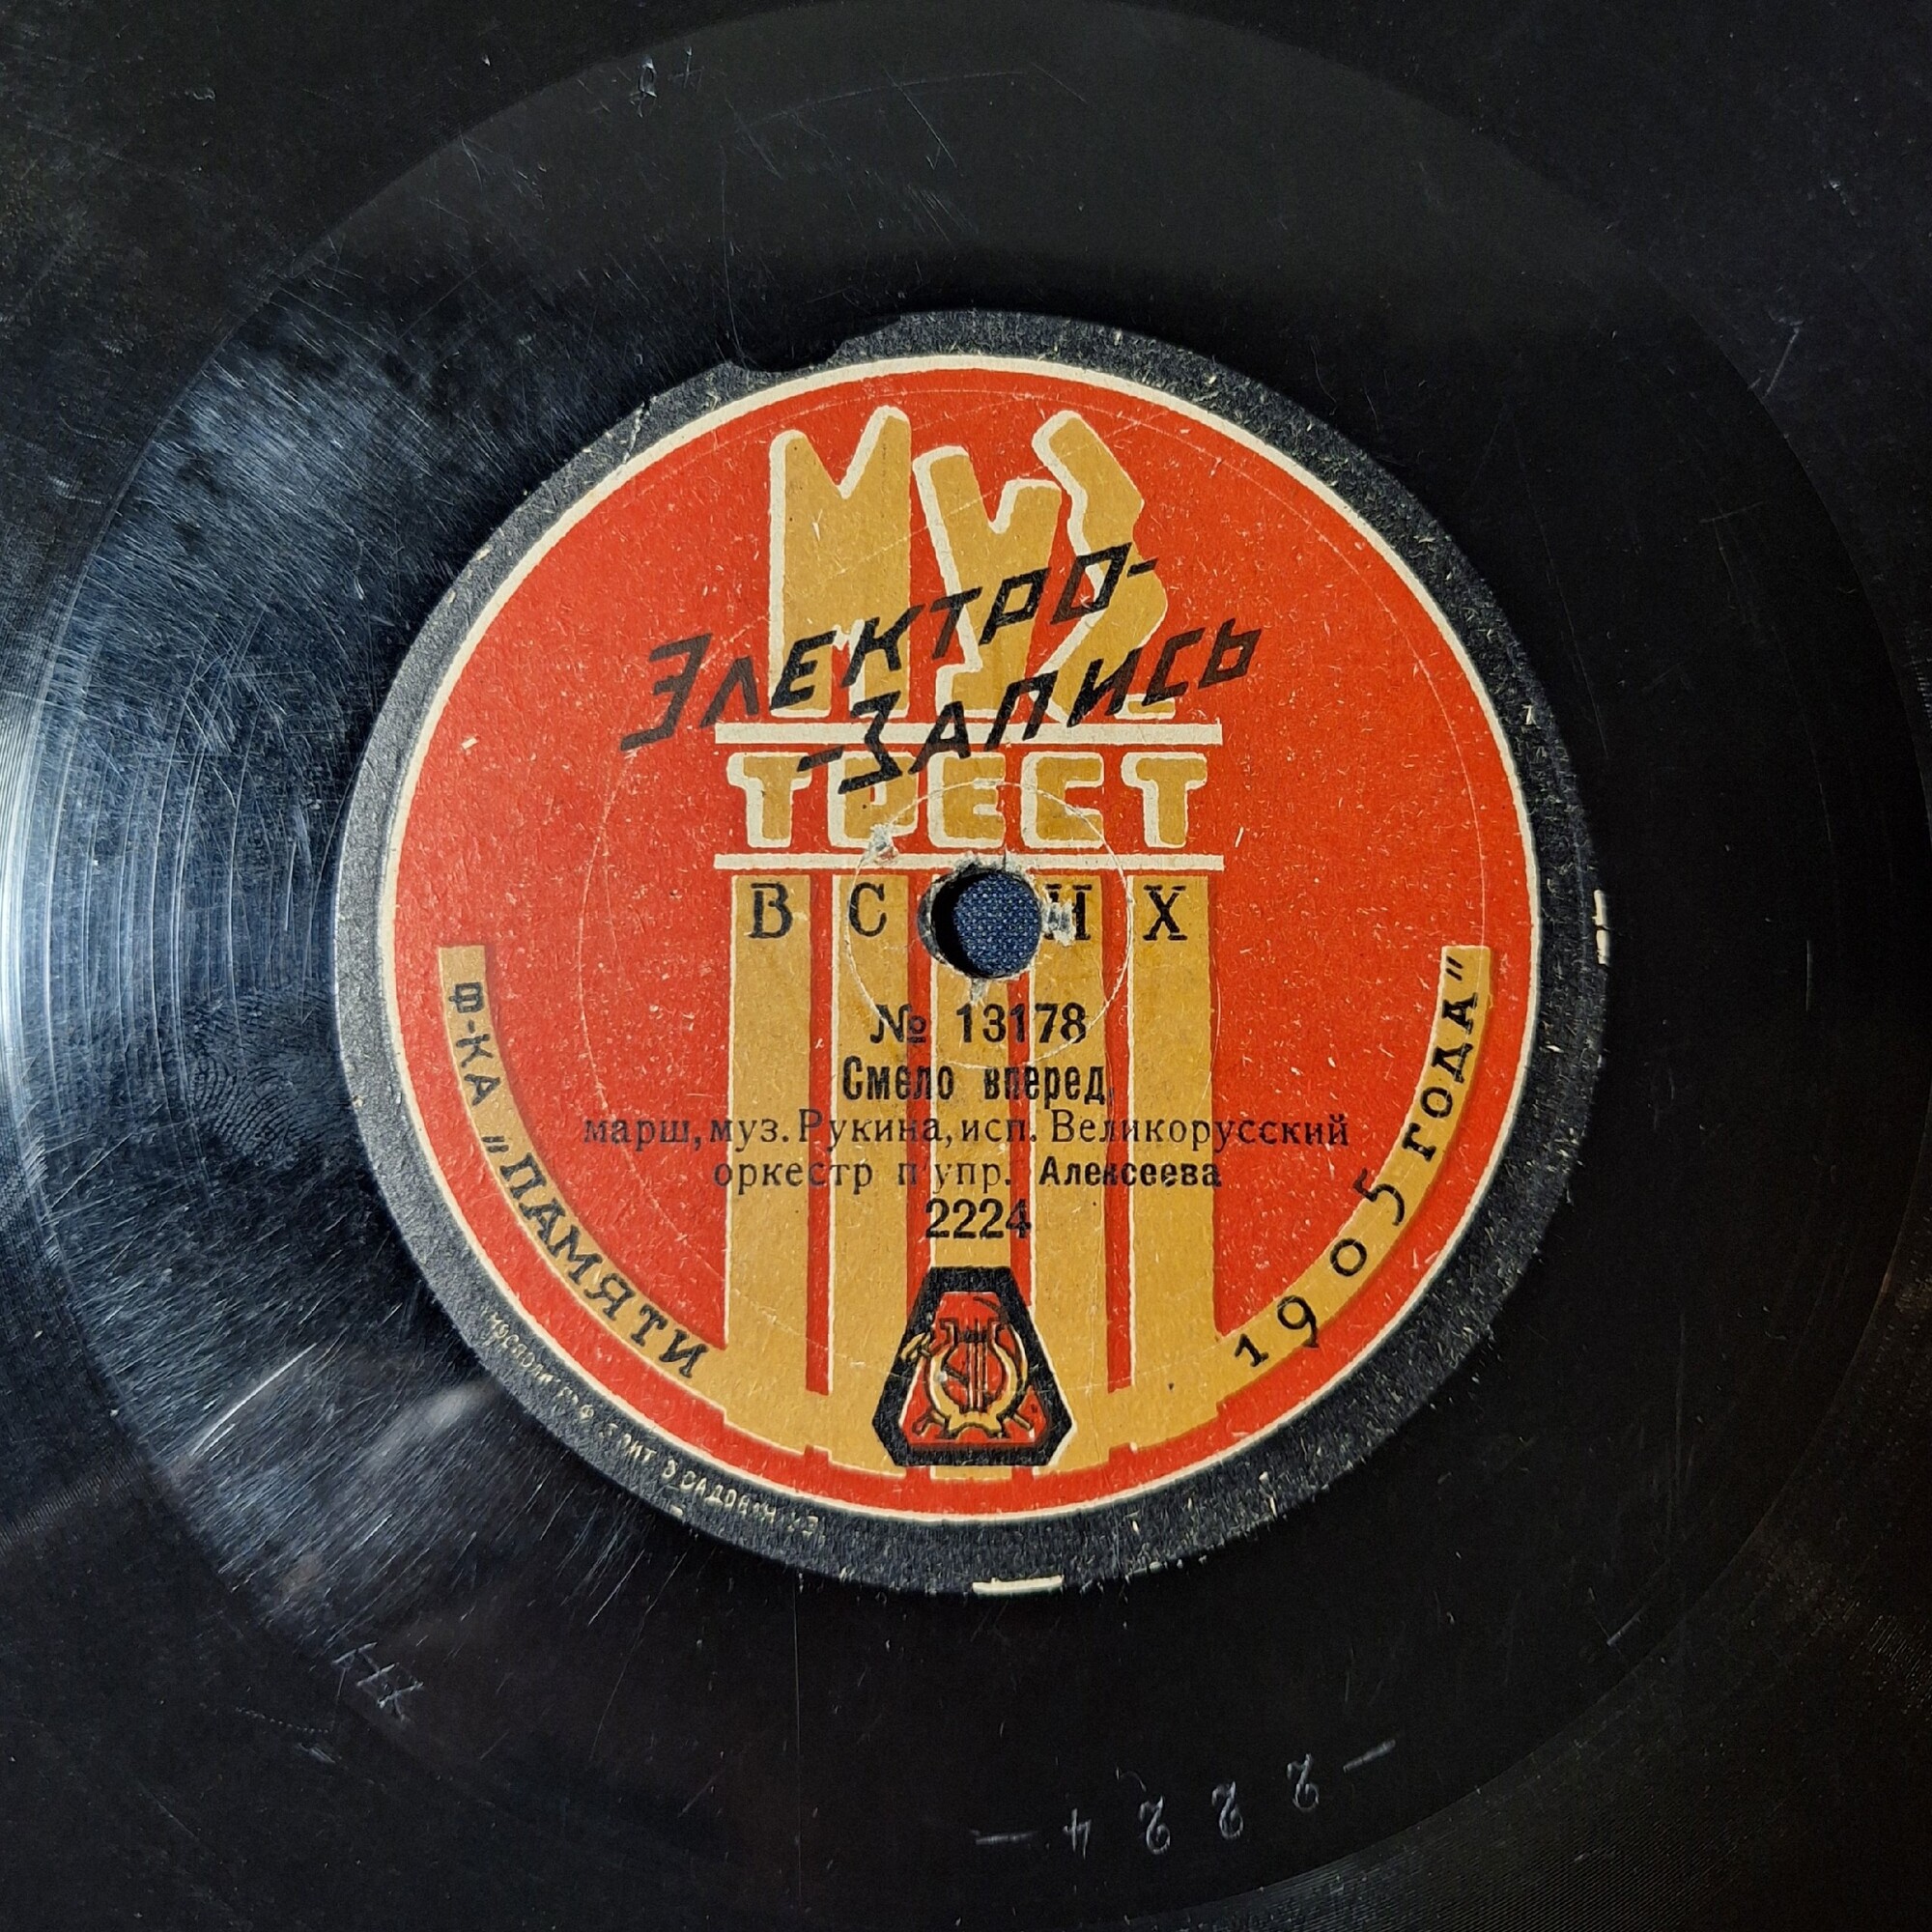 МУЗ
ЭЛЕКТРО-
-ЗАПИСЬ
ТРЕСТ
В С Н Х
№ 13178
Смело вперед,
марш, муз. Рукина, исп. Великорусский
оркестр п упр. Алексеева
2224
Ф-КА „ПАМЯТИ
1905 ГОДА"
-2224-